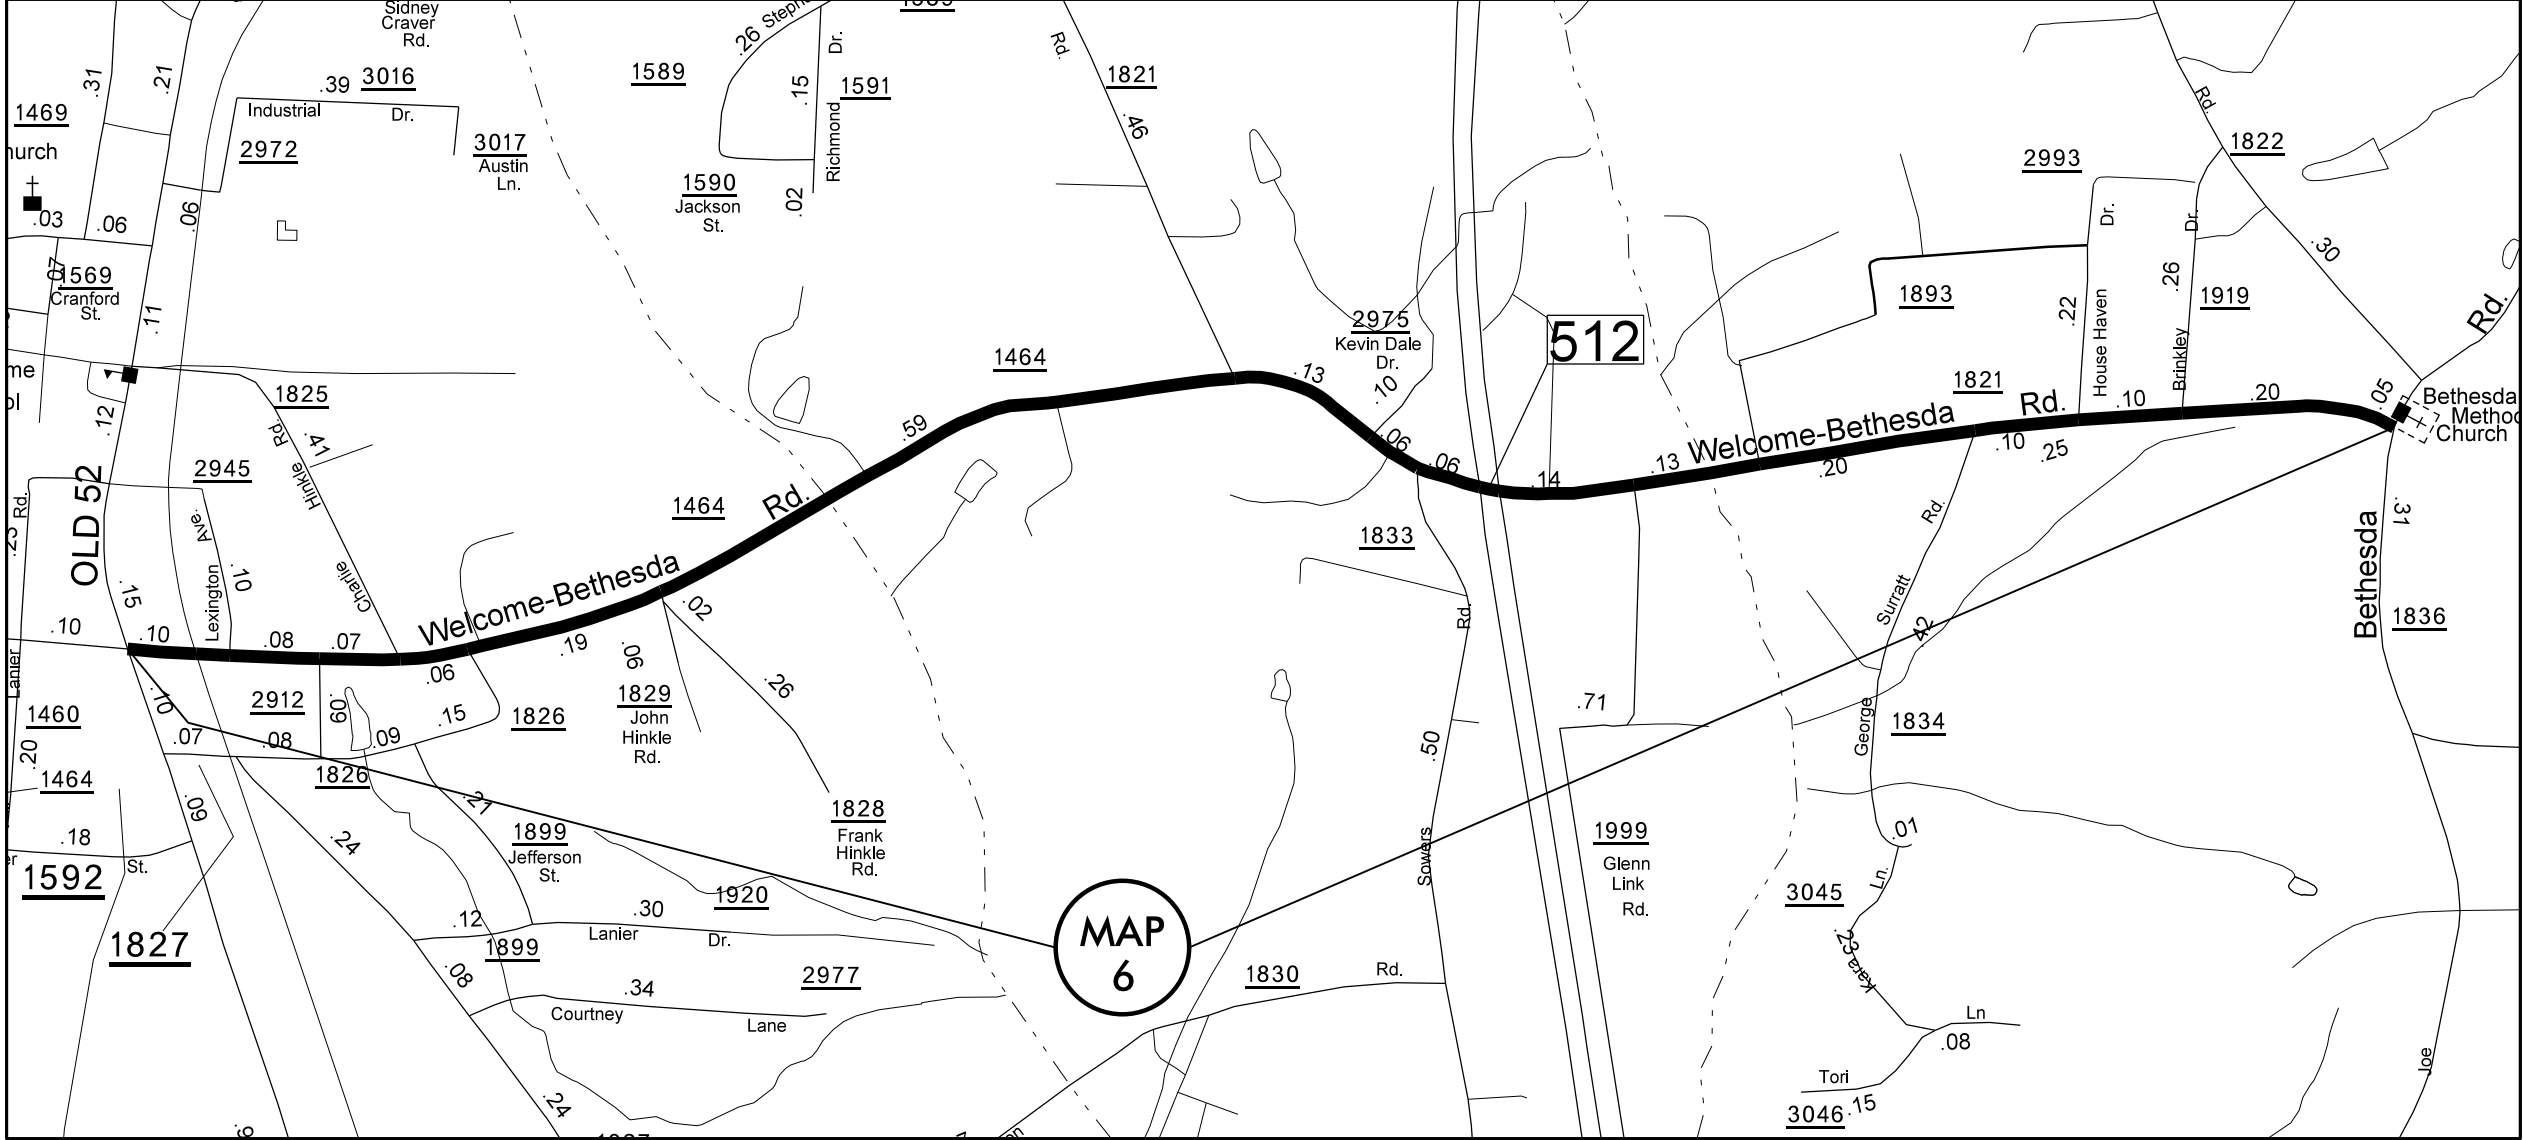 Sidney
Craver
Rd.
.26
.31
.21
.39
3016
1589
.15
Dr.
1591
Rd.
1821
Rd.
1469
Industrial
Dr.
.46
2972
3017
Austin
Ln.
Richmond
1822
2993
1590
Jackson
St.
.02
.03
.06
.06
Dr.
Dr.
.30
.07
1569
Cranford
St.
.11
.26
1893
.22
House Haven
1919
Rd.
2975
Kevin Dale
Dr.
512
1464
Brinkley
.13
.10
1825
1821
.05
.12
Rd.
.41
.59
Welcome-Bethesda
Rd.
.10
.20
Bethesda
Church
.06
.06
.13
.10
.25
.20
.14
2945
Hinkle
OLD 52
Rd.
1464
Rd.
Ave.
1833
Rd.
Bethesda
.31
.23
.10
Charlie
Lexington
Welcome-Bethesda
.15
.02
Surratt
Rd.
1836
.10
.10
.08
.07
.06
.19
.06
.42
Lanier
2912
.09
1829
John
Hinkle
Rd.
.26
.71
1460
.10
.15
1826
George
1834
.07
.08
.09
.50
.20
1826
1464
.09
.21
1828
Frank
Hinkle
Rd.
1899
Jefferson
St.
.24
.18
St.
1592
Sowers
1999
Glenn
Link
Rd.
.01
Ln.
3045
1920
.12
.30
Lanier
Dr.
MAP
6
1827
1899
.08
2977
1830
Rd.
.23
Kara
.34
Courtney
Lane
Ln
.08
Tori
Joe
.24
3046
.15